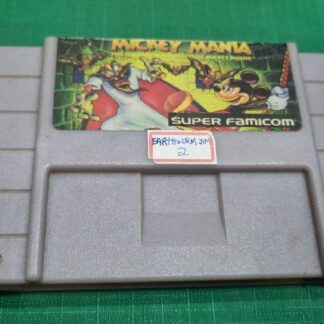 MICKEY MANIA
SUPER FAMICOM
EARTHWORM JIM
2